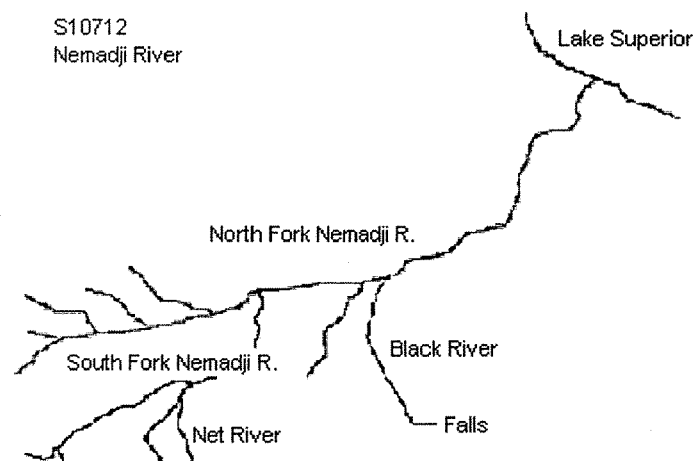 S10712
Nemadji River
Lake Superior
North Fork Nemadji R.
South Fork Nemadji R.
Black River
Net River
Falls